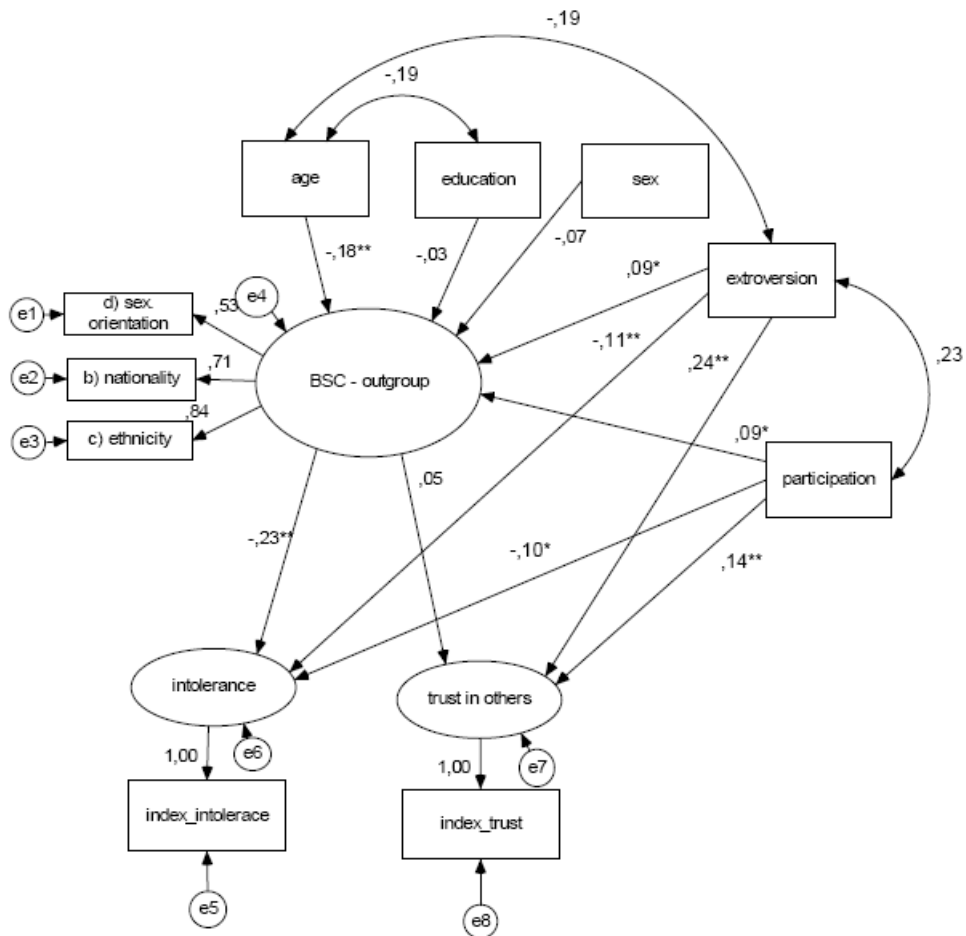 -,19
-,19
age
education
sex
-,18**
-,03
-,07
extroversion
,09*
e1
d) sex.
orientation
,53
e4
-,11**
,24**
,23
e2
b) nationality
,71
BSC - outgroup
e3
c) ethnicity
,84
,09*
participation
,05
-,23**
-,10*
,14**
intolerance
trust in others
1,00
e6
1,00
e7
index_intolerace
index_trust
e5
e8